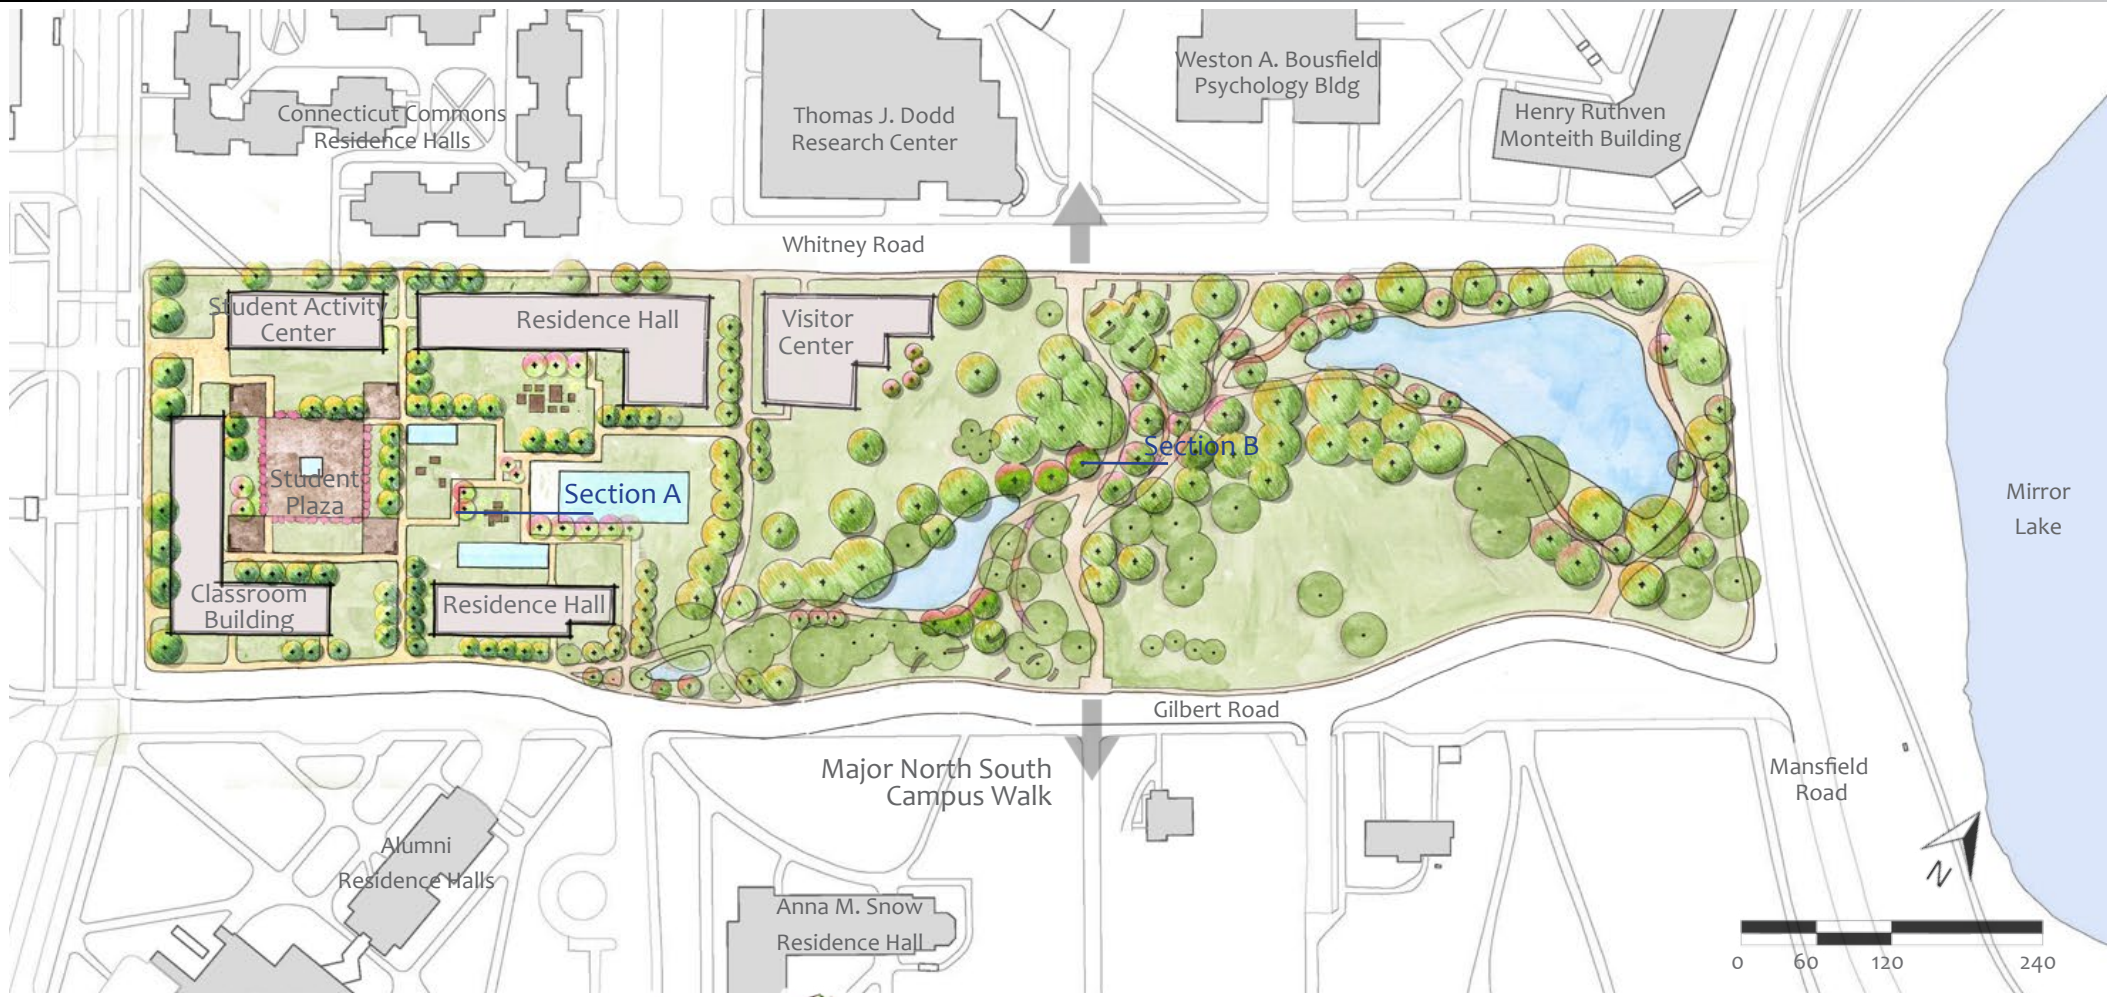 Weston A. Bousfield
Psychology Bldg
Connecticut Commons
Residence Halls
Thomas J. Dodd
Research Center
Henry Ruthven
Monteith Building
Whitney Road
Student Activity
Center
Residence Hall
Visitor
Center
Section B
Student
Plaza
Section A
Mirror
Lake
Classroom
Building
Residence Hall
Gilbert Road
Major North South
Campus Walk
Mansfield
Road
Alumni
Residence Halls
Anna M. Snow
Residence Hall
N
0 60 120 240